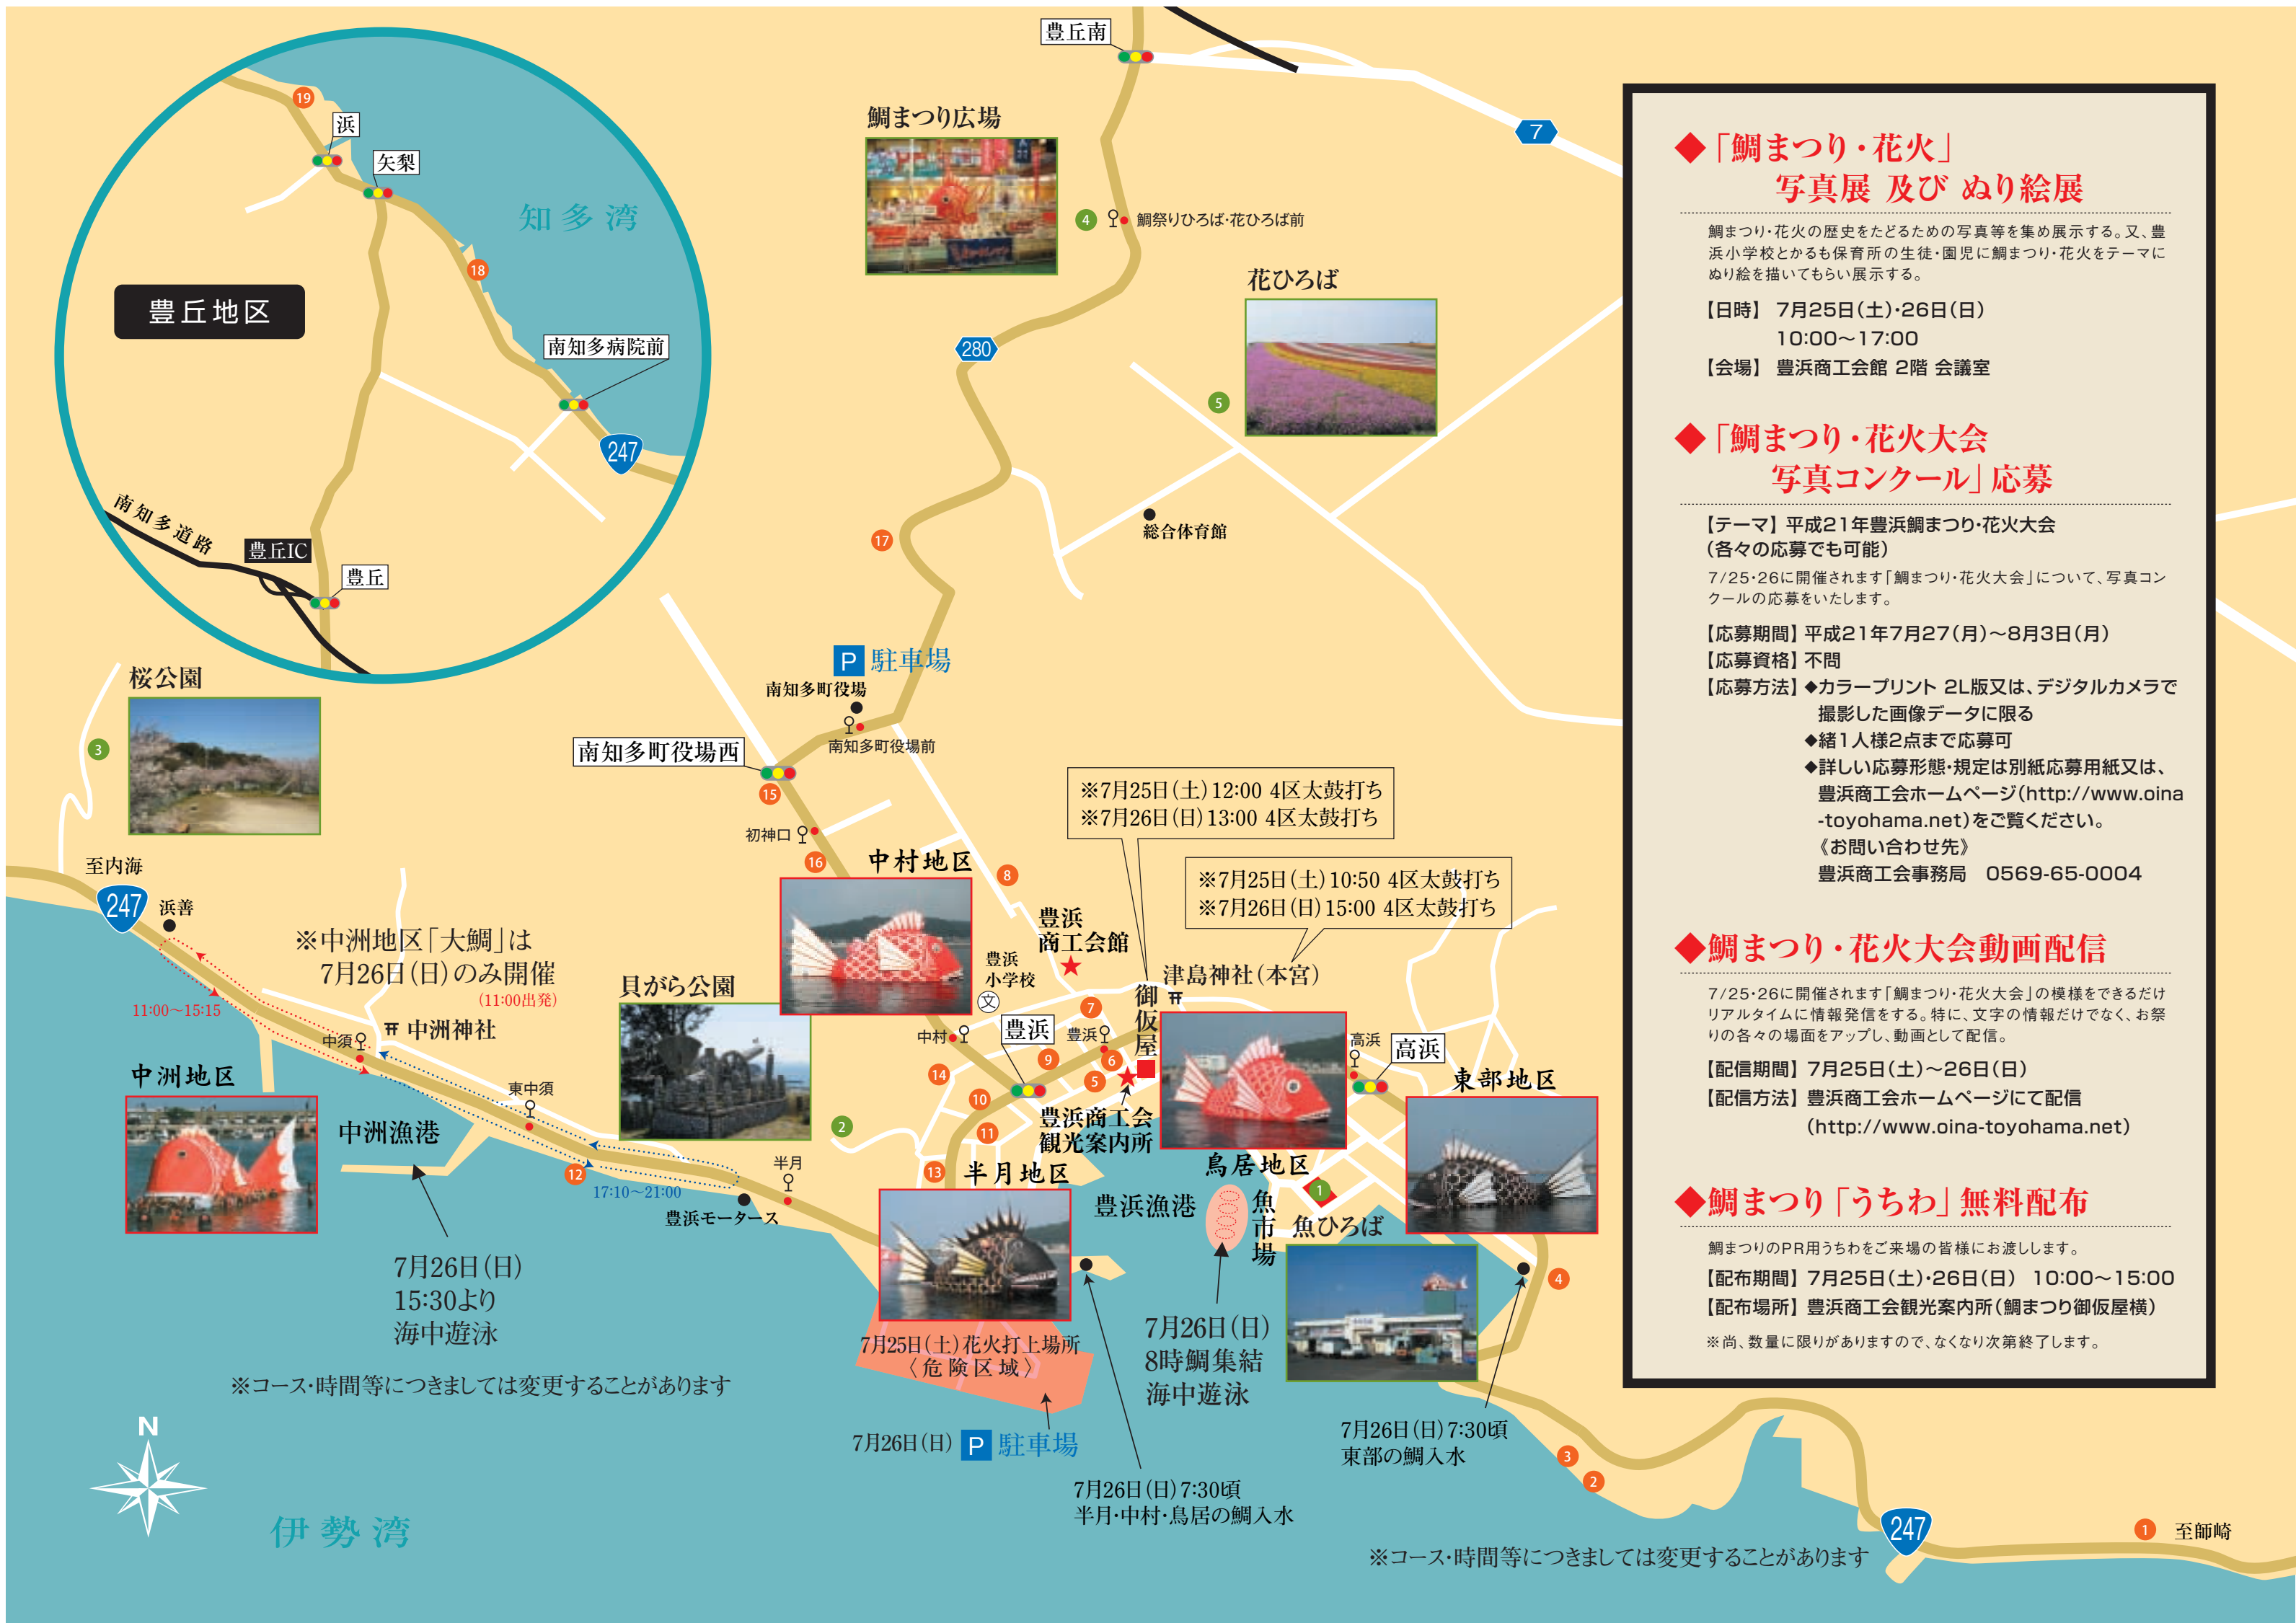 豊丘南
鯛まつり広場
7
4
鯛祭りひろば・花ひろば前
花ひろば
280
5
総合体育館
17
19
浜
矢梨
知多湾
18
豊丘地区
南知多病院前
247
南知多道路
豊丘IC
豊丘
桜公園
3
P 駐車場
南知多町役場
南知多町役場前
南知多町役場西
15
初神口
16
中村地区
8
※7月25日(土)12:00 4区太鼓打ち
※7月26日(日)13:00 4区太鼓打ち
※7月25日(土)10:50 4区太鼓打ち
※7月26日(日)15:00 4区太鼓打ち
至内海
247
浜善
※中洲地区「大鯛」は
7月26日(日)のみ開催
(11:00出発)
11:00〜15:15
中洲神社
中須
中洲地区
東中須
中洲漁港
貝がら公園
2
12
17:10〜21:00
半月
豊浜モータース
豊浜
商工会館
豊浜
小学校
文
津島神社(本宮)
御仮屋
7
中村
豊浜
豊浜
9
6
5
14
10
11
13
豊浜商工会
観光案内所
高浜
高浜
東部地区
鳥居地区
半月地区
豊浜漁港
魚市場
1
魚ひろば
4
7月26日(日)
15:30より
海中遊泳
7月25日(土)花火打上場所
〈危険区域〉
7月26日(日) P 駐車場
7月26日(日)
8時鯛集結
海中遊泳
7月26日(日)7:30頃
東部の鯛入水
7月26日(日)7:30頃
半月・中村・鳥居の鯛入水
※コース・時間等につきましては変更することがあります
N
伊勢湾
3
2
※コース・時間等につきましては変更することがあります
247
1
至師崎
◆「鯛まつり・花火」
写真展 及び ぬり絵展
鯛まつり・花火の歴史をたどるための写真等を集め展示する。又、豊
浜小学校とかるも保育所の生徒・園児に鯛まつり・花火をテーマに
ぬり絵を描いてもらい展示する。
【日時】 7月25日(土)・26日(日)
10:00〜17:00
【会場】 豊浜商工会館 2階 会議室
◆「鯛まつり・花火大会
写真コンクール」応募
【テーマ】平成21年豊浜鯛まつり・花火大会
(各々の応募でも可能)
7/25・26に開催されます「鯛まつり・花火大会」について、写真コン
クールの応募をいたします。
【応募期間】平成21年7月27(月)〜8月3日(月)
【応募資格】不問
【応募方法】◆カラープリント 2L版又は、デジタルカメラで
撮影した画像データに限る
◆緒1人様2点まで応募可
◆詳しい応募形態・規定は別紙応募用紙又は、
豊浜商工会ホームページ(http://www.oina
-toyohama.net)をご覧ください。
《お問い合わせ先》
豊浜商工会事務局 0569-65-0004
◆鯛まつり・花火大会動画配信
7/25・26に開催されます「鯛まつり・花火大会」の模様をできるだけ
リアルタイムに情報発信をする。特に、文字の情報だけでなく、お祭
りの各々の場面をアップし、動画として配信。
【配信期間】7月25日(土)〜26日(日)
【配信方法】豊浜商工会ホームページにて配信
(http://www.oina-toyohama.net)
◆鯛まつり「うちわ」無料配布
鯛まつりのPR用うちわをご来場の皆様にお渡しします。
【配布期間】7月25日(土)・26日(日) 10:00〜15:00
【配布場所】豊浜商工会観光案内所(鯛まつり御仮屋横)
※尚、数量に限りがありますので、なくなり次第終了します。